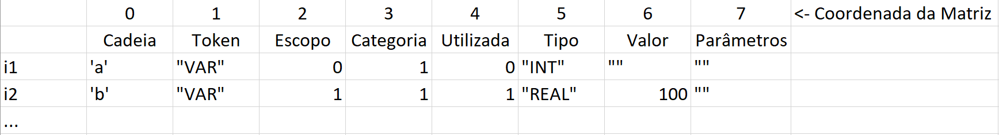 0 1 2 3 4 5 6 7 <- Coordenada da Matriz
Cadeia Token Escopo Categoria Utilizada Tipo Valor Parâmetros
i1 'a' "VAR" 0 1 0 "INT" "" ""
i2 'b' "VAR" 1 1 1 "REAL" 100 ""
...